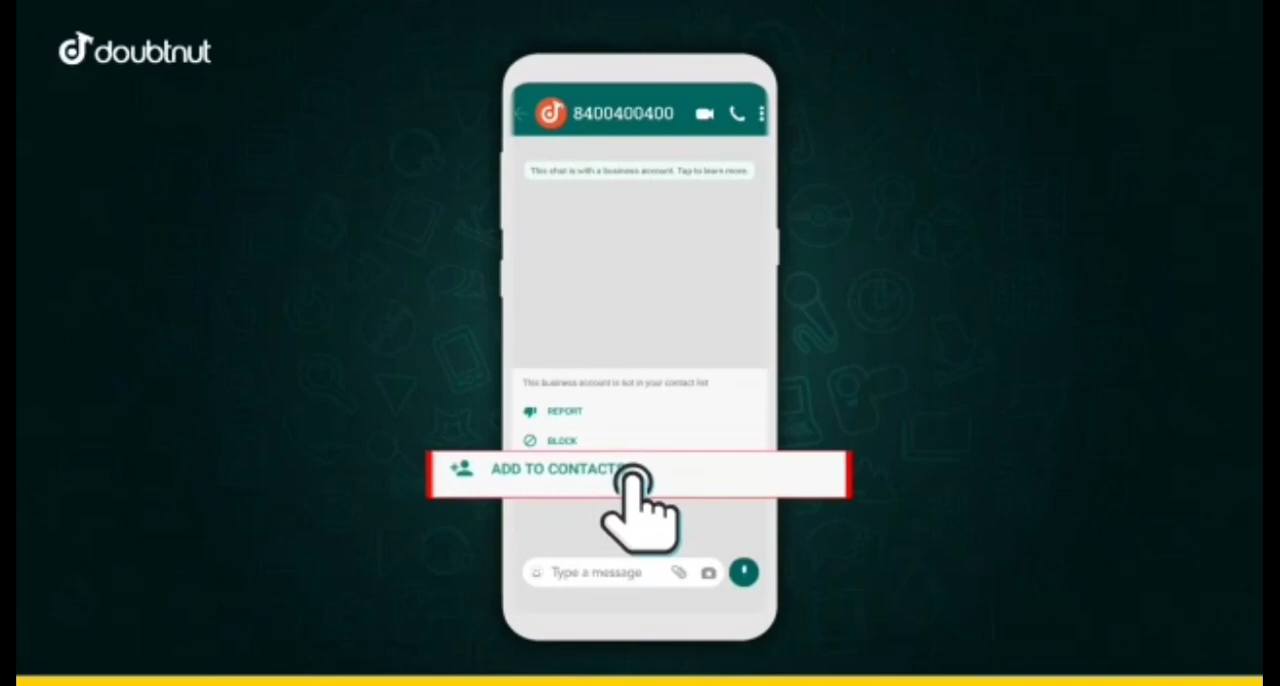 doubtnut
8400400400
This chat is with a business account. Tap to learn more.
This business account is not in your contact list
REPORT
BLOCK
ADD TO CONTACTS
Type a message